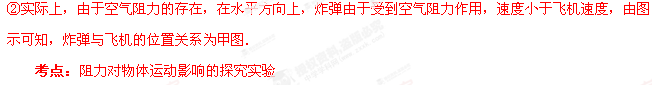 ②实际上，由于空气阻力的存在，在水平方向上，炸弹由于受到空气阻力作用，速度小于飞机速度，由图
示可知，炸弹与飞机的位置关系为甲图．
考点：阻力对物体运动影响的探究实验